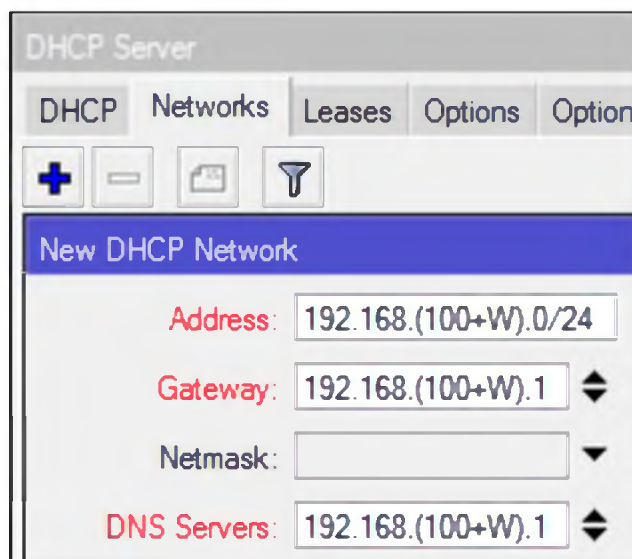 DHCP Server
DHCP Networks Leases Options Option
New DHCP Network
Address: 192.168.(100+W).0/24
Gateway: 192.168.(100+W).1
Netmask:
DNS Servers: 192.168.(100+W).1